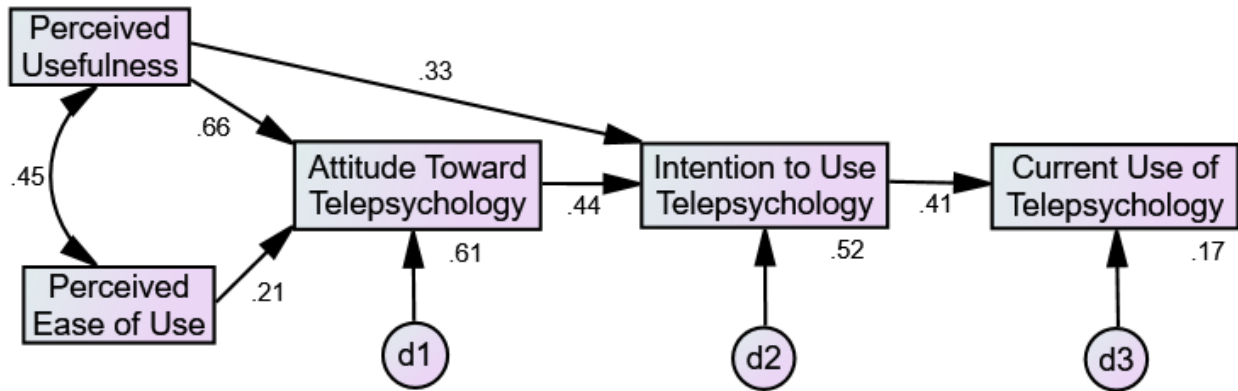 Perceived
Usefulness
.33
.66
.45
Attitude Toward
Telepsychology
.44
Intention to Use
Telepsychology
.41
Current Use of
Telepsychology
.61
.52
.17
Perceived
Ease of Use
.21
d1
d2
d3